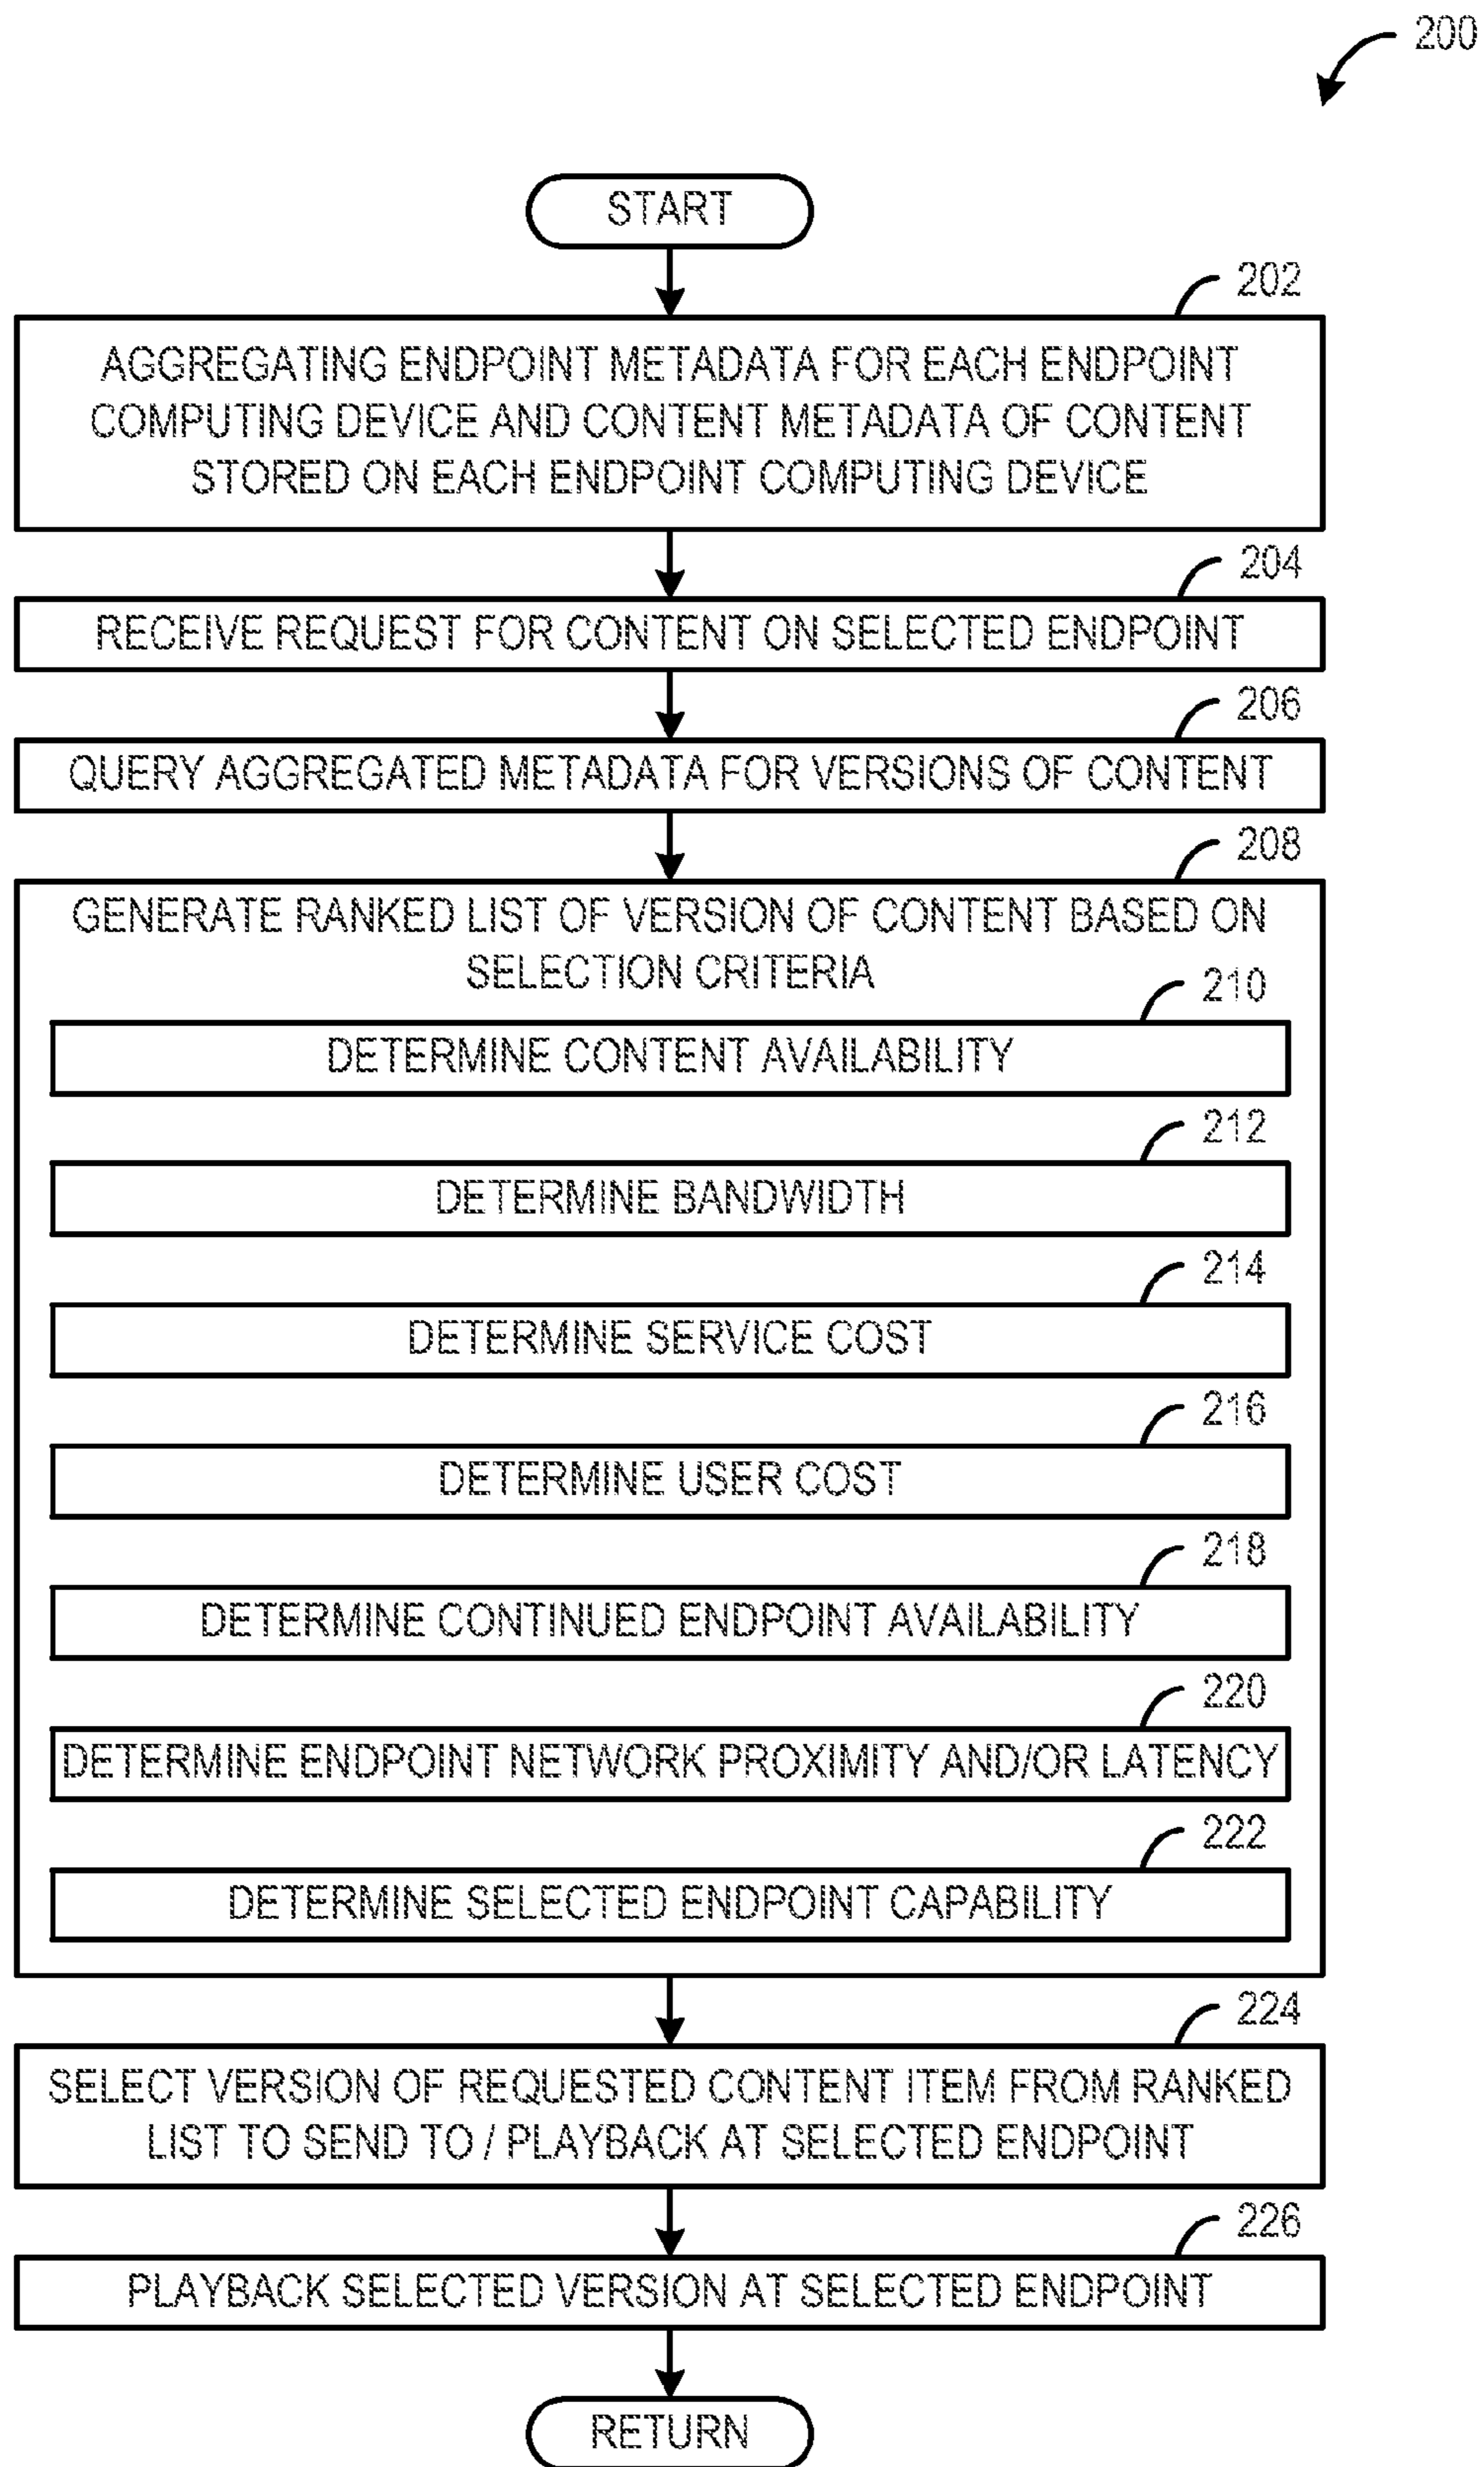 200
START
202
AGGREGATING ENDPOINT METADATA FOR EACH ENDPOINT
COMPUTING DEVICE AND CONTENT METADATA OF CONTENT
STORED ON EACH ENDPOINT COMPUTING DEVICE
204
RECEIVE REQUEST FOR CONTENT ON SELECTED ENDPOINT
206
QUERY AGGREGATED METADATA FOR VERSIONS OF CONTENT
208
GENERATE RANKED LIST OF VERSION OF CONTENT BASED ON
SELECTION CRITERIA
210
DETERMINE CONTENT AVAILABILITY
212
DETERMINE BANDWIDTH
214
DETERMINE SERVICE COST
216
DETERMINE USER COST
218
DETERMINE CONTINUED ENDPOINT AVAILABILITY
220
DETERMINE ENDPOINT NETWORK PROXIMITY AND/OR LATENCY
222
DETERMINE SELECTED ENDPOINT CAPABILITY
224
SELECT VERSION OF REQUESTED CONTENT ITEM FROM RANKED
LIST TO SEND TO / PLAYBACK AT SELECTED ENDPOINT
226
PLAYBACK SELECTED VERSION AT SELECTED ENDPOINT
RETURN